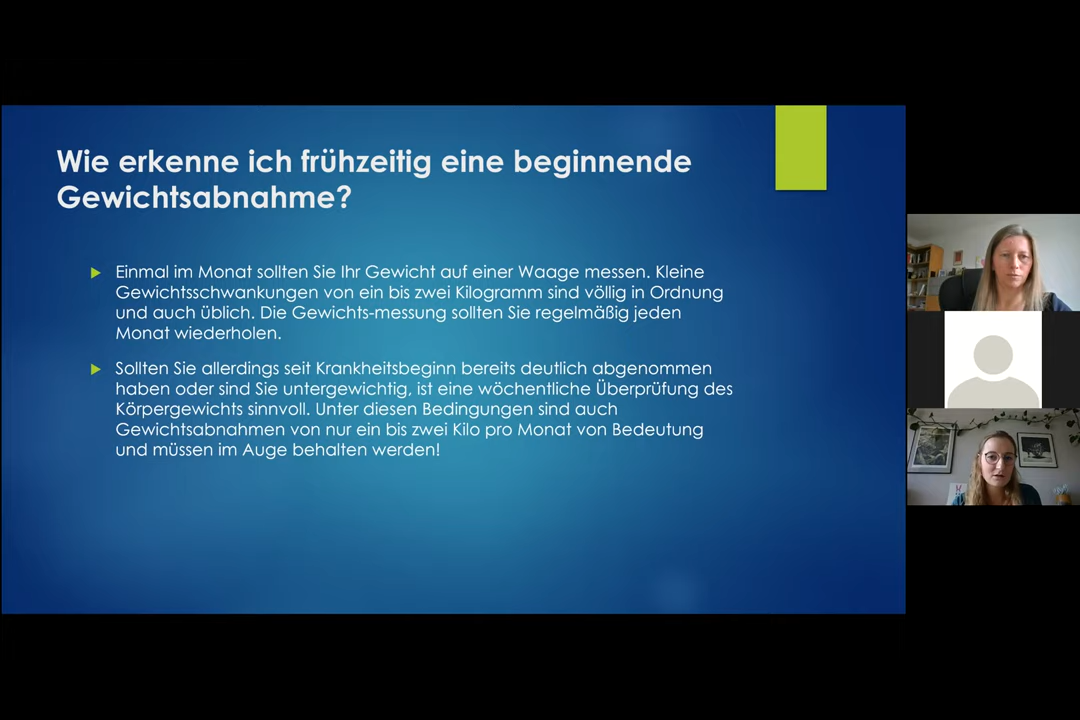 Wie erkenne ich frühzeitig eine beginnende
Gewichtsabnahme?
Einmal im Monat sollten Sie Ihr Gewicht auf einer Waage messen. Kleine
Gewichtsschwankungen von ein bis zwei Kilogramm sind völlig in Ordnung
und auch üblich. Die Gewichts-messung sollten Sie regelmäßig jeden
Monat wiederholen.
Sollten Sie allerdings seit Krankheitsbeginn bereits deutlich abgenommen
haben oder sind Sie untergewichtig, ist eine wöchentliche Überprüfung des
Körpergewichts sinnvoll. Unter diesen Bedingungen sind auch
Gewichtsabnahmen von nur ein bis zwei Kilo pro Monat von Bedeutung
und müssen im Auge behalten werden!